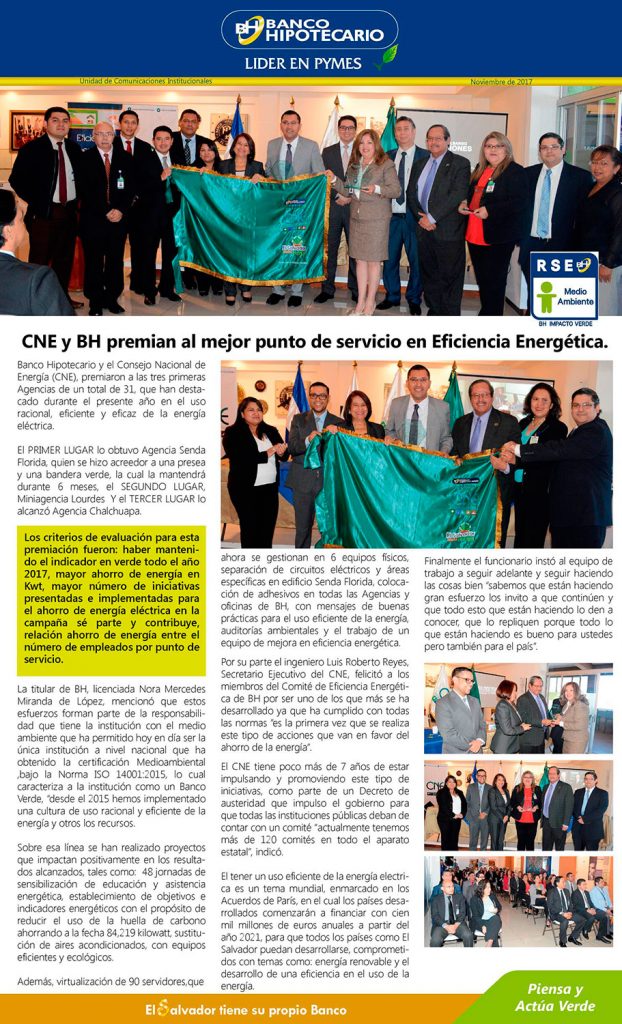 BH BANCO
HIPOTECARIO
LIDER EN PYMES
Unidad de Comunicaciones Institucionales
Noviembre de 2017
RSE BH
Medio
Ambiente
BH IMPACTO VERDE
CNE y BH premian al mejor punto de servicio en Eficiencia Energética.
Banco Hipotecario y el Consejo Nacional de
Energía (CNE), premiaron a las tres primeras
Agencias de un total de 31, que han desta-
cado durante el presente año en el uso
racional, eficiente y eficaz de la energía
eléctrica.
El PRIMER LUGAR lo obtuvo Agencia Senda
Florida, quien se hizo acreedor a una presea
y una bandera verde, la cual la mantendrá
durante 6 meses, el SEGUNDO LUGAR,
Miniagencia Lourdes Y el TERCER LUGAR lo
alcanzó Agencia Chalchuapa.
Los criterios de evaluación para esta
premiación fueron: haber manteni-
do el indicador en verde todo el año
2017, mayor ahorro de energía en
Kwt, mayor número de iniciativas
presentadas e implementadas para
el ahorro de energía eléctrica en la
campaña sé parte y contribuye,
relación ahorro de energía entre el
número de empleados por punto de
servicio.
La titular de BH, licenciada Nora Mercedes
Miranda de López, mencionó que estos
esfuerzos forman parte de la responsabili-
dad que tiene la institución con el medio
ambiente que ha permitido hoy en día ser la
única institución a nivel nacional que ha
obtenido la certificación Medioambiental
,bajo la Norma ISO 14001:2015, lo cual
caracteriza a la institución como un Banco
Verde, "desde el 2015 hemos implementado
una cultura de uso racional y eficiente de la
energía y otros los recursos.
Sobre esa línea se han realizado proyectos
que impactan positivamente en los resulta-
dos alcanzados, tales como: 48 jornadas de
sensibilización de educación y asistencia
energética, establecimiento de objetivos e
indicadores energéticos con el propósito de
reducir el uso de la huella de carbono
ahorrando a la fecha 84,219 kilowatt, susti-
tución de aires acondicionados, con equipos
eficientes y ecológicos.
Además, virtualización de 90 servidores,que
ahora se gestionan en 6 equipos físicos,
separación de circuitos eléctricos y áreas
específicas en edificio Senda Florida, coloca-
ción de adhesivos en todas las Agencias y
oficinas de BH, con mensajes de buenas
prácticas para el uso eficiente de la energía,
auditorías ambientales y el trabajo de un
equipo de mejora en eficiencia energética.
Por su parte el ingeniero Luis Roberto Reyes,
Secretario Ejecutivo del CNE, felicitó a los
miembros del Comité de Eficiencia Energéti-
ca de BH por ser uno de los que más se ha
desarrollado ya que ha cumplido con todas
las normas "es la primera vez que se realiza
este tipo de acciones que van en favor del
ahorro de la energía".
El CNE tiene poco más de 7 años de estar
impulsando y promoviendo este tipo de
iniciativas, como parte de un Decreto de
austeridad que impulso el gobierno para
que todas las instituciones públicas deban de
contar con un comité "actualmente tenemos
más de 120 comités en todo el aparato
estatal", indicó.
El tener un uso eficiente de la energía electri-
ca es un tema mundial, enmarcado en los
Acuerdos de París, en el cual los países desa-
rrollados comenzarán a financiar con cien
mil millones de euros anuales a partir del
año 2021, para que todos los países como El
Salvador puedan desarrollarse, comprometi-
dos con temas como: energía renovable y el
desarrollo de una eficiencia en el uso de la
energía.
Finalmente el funcionario instó al equipo de
trabajo a seguir adelante y seguir haciendo
las cosas bien "sabemos que están haciendo
gran esfuerzo los invito a que continúen y
que todo esto que están haciendo lo den a
conocer, que lo repliquen porque todo lo
que están haciendo es bueno para ustedes
pero también para el país".
CNE
El Salvador tiene su propio Banco
Piensa y
Actúa Verde